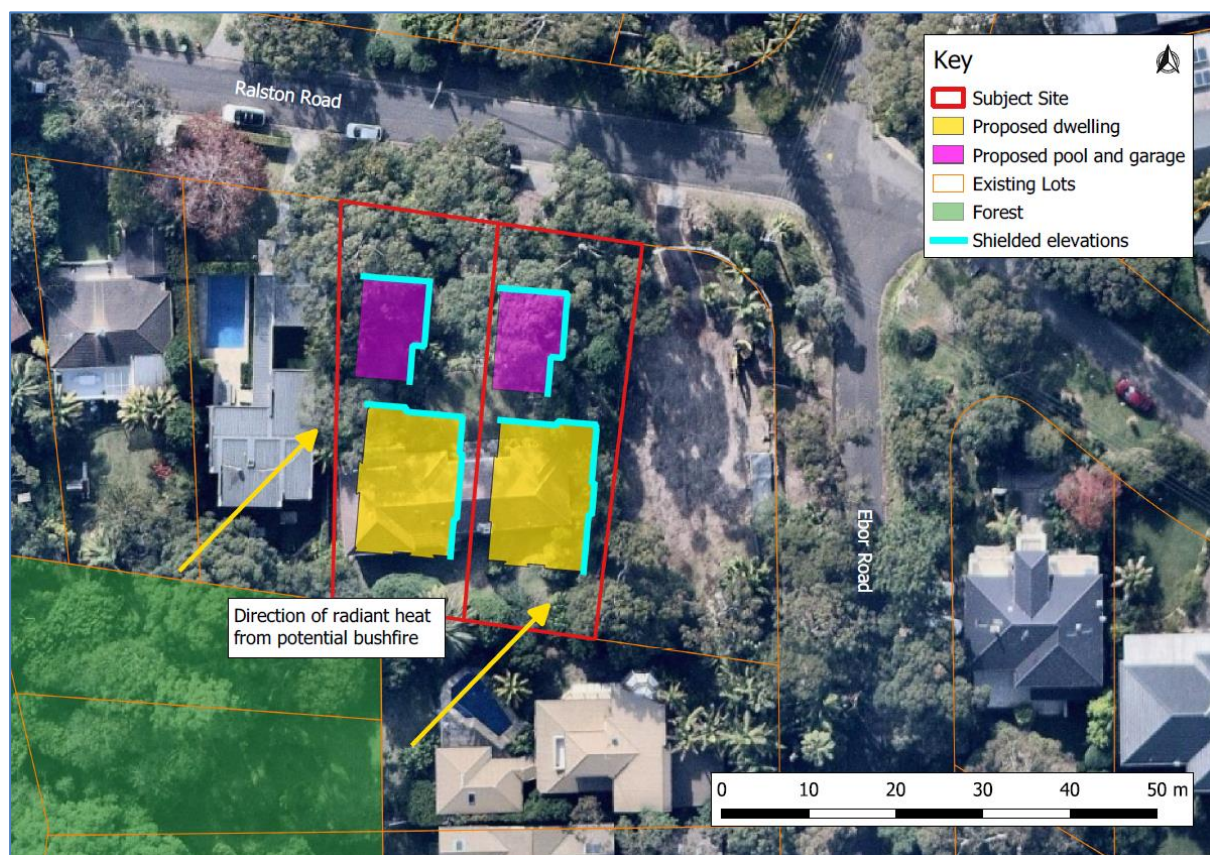 Ralston Road
Key
Subject Site
Proposed dwelling
Proposed pool and garage
Existing Lots
Forest
Shielded elevations
Direction of radiant heat
from potential bushfire
Ebor Road
0 10 20 30 40 50 m